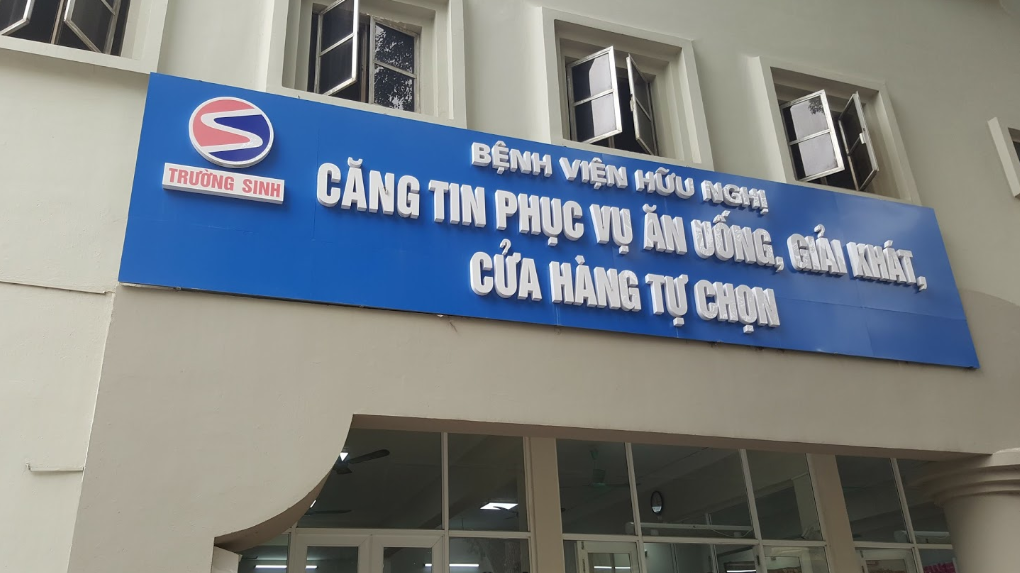 TRƯỜNG SINH
BỆNH VIỆN HỮU NGHỊ
CĂNG TIN PHỤC VỤ ĂN UỐNG, GIẢI KHÁT,
CỬA HÀNG TỰ CHỌN